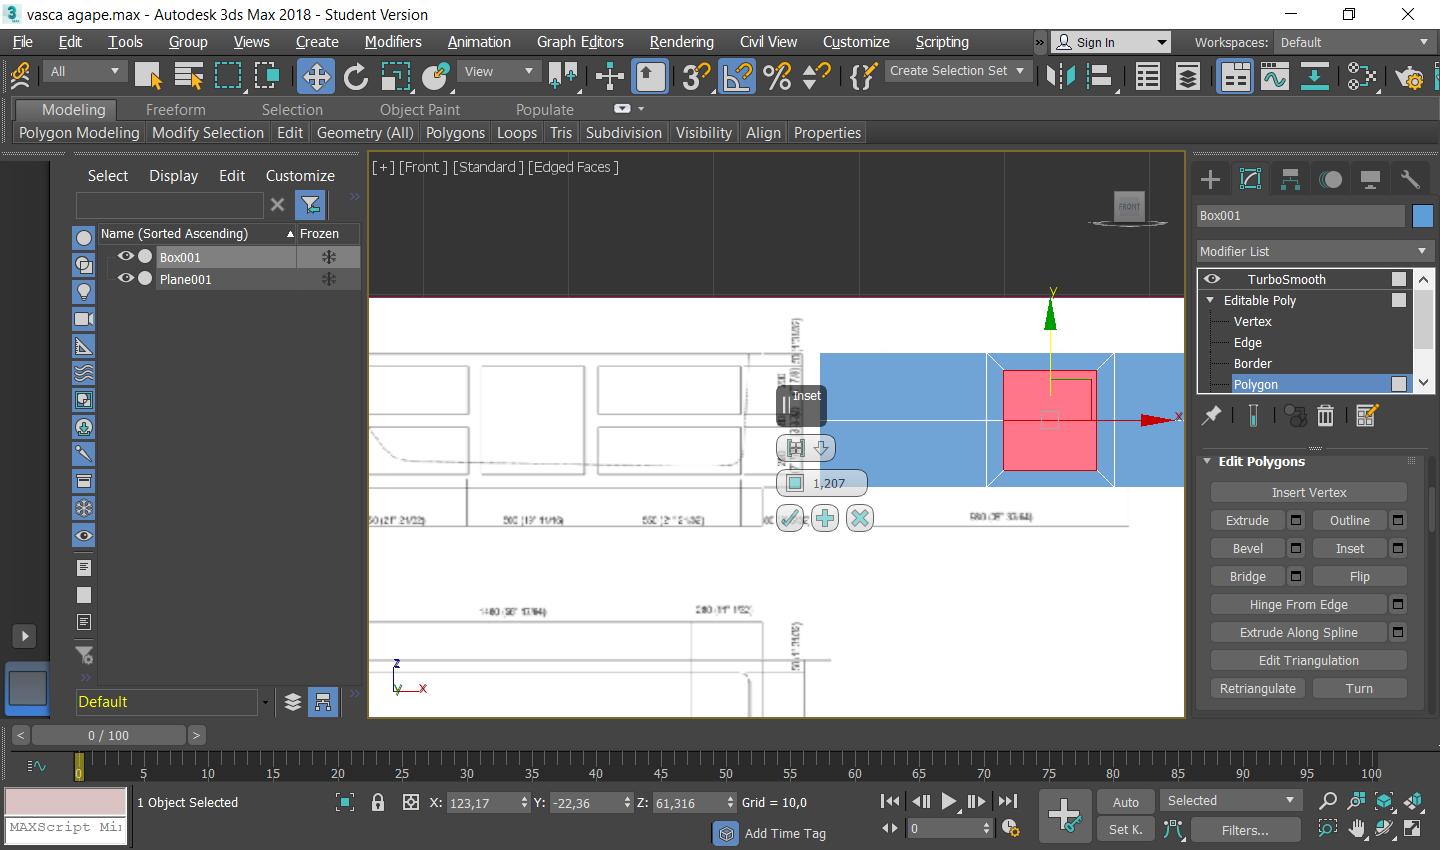 vasca agape.max - Autodesk 3ds Max 2018 - Student Version
File Edit Tools Group Views Create Modifiers Animation Graph Editors Rendering Civil View Customize Scripting » Sign In Workspaces: Default
All View Create Selection Set
Modeling Freeform Selection Object Paint Populate
Polygon Modeling Modify Selection Edit Geometry (All) Polygons Loops Tris Subdivision Visibility Align Properties
Select Display Edit Customize
Name (Sorted Ascending) Frozen
Box001
Plane001
Default
[+] [Front ] [Standard ] [Edged Faces ]
FRONT
y
x
Inset
1,207
z
y x
Box001
Modifier List
TurboSmooth
Editable Poly
Vertex
Edge
Border
Polygon
Edit Polygons
Insert Vertex
Extrude Outline
Bevel Inset
Bridge Flip
Hinge From Edge
Extrude Along Spline
Edit Triangulation
Retriangulate Turn
< 0 / 100 >
0 5 10 15 20 25 30 35 40 45 50 55 60 65 70 75 80 85 90 95 100
1 Object Selected X: 123,17 Y: -22,36 Z: 61,316 Grid = 10,0 Auto Selected
MAXScript Mi
Add Time Tag 0 Set K. Filters...